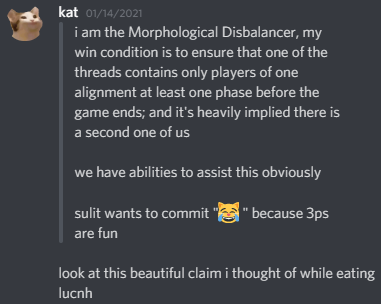 kat 01/14/2021
i am the Morphological Disbalancer, my
win condition is to ensure that one of the
threads contains only players of one
alignment at least one phase before the
game ends; and it's heavily implied there is
a second one of us
we have abilities to assist this obviously
sulit wants to commit "😹" because 3ps
are fun
look at this beautiful claim i thought of while eating
lucnh